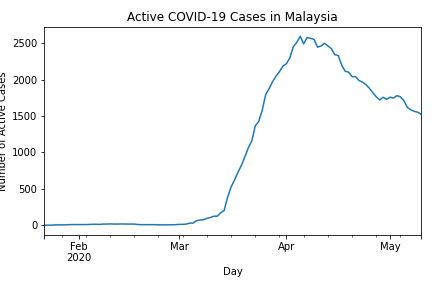 Active COVID-19 Cases in Malaysia
Number of Active Cases
2500
2000
1500
1000
500
0
Feb
2020
Mar
Apr
May
Day